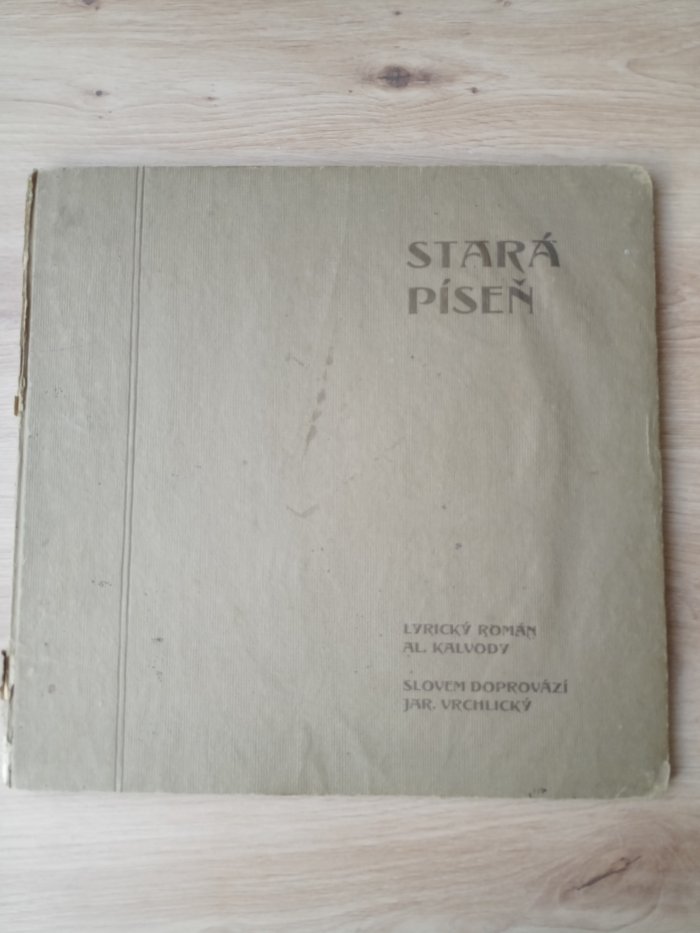 STARÁ
PÍSEŇ
LYRICKÝ ROMÁN
AL. KALVODY
SLOVEM DOPROVÁZÍ
JAR. VRCHLICKÝ